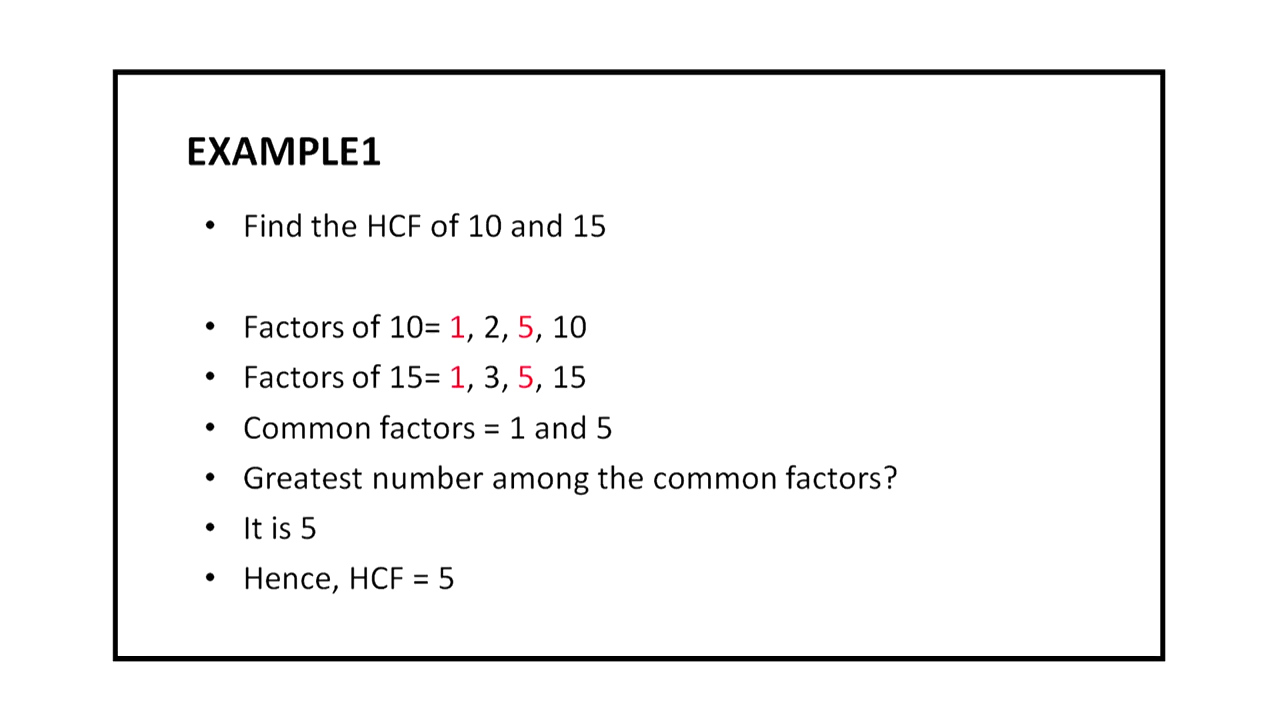 EXAMPLE1
• Find the HCF of 10 and 15
• Factors of 10= 1, 2, 5, 10
• Factors of 15= 1, 3, 5, 15
• Common factors = 1 and 5
• Greatest number among the common factors?
• It is 5
• Hence, HCF = 5